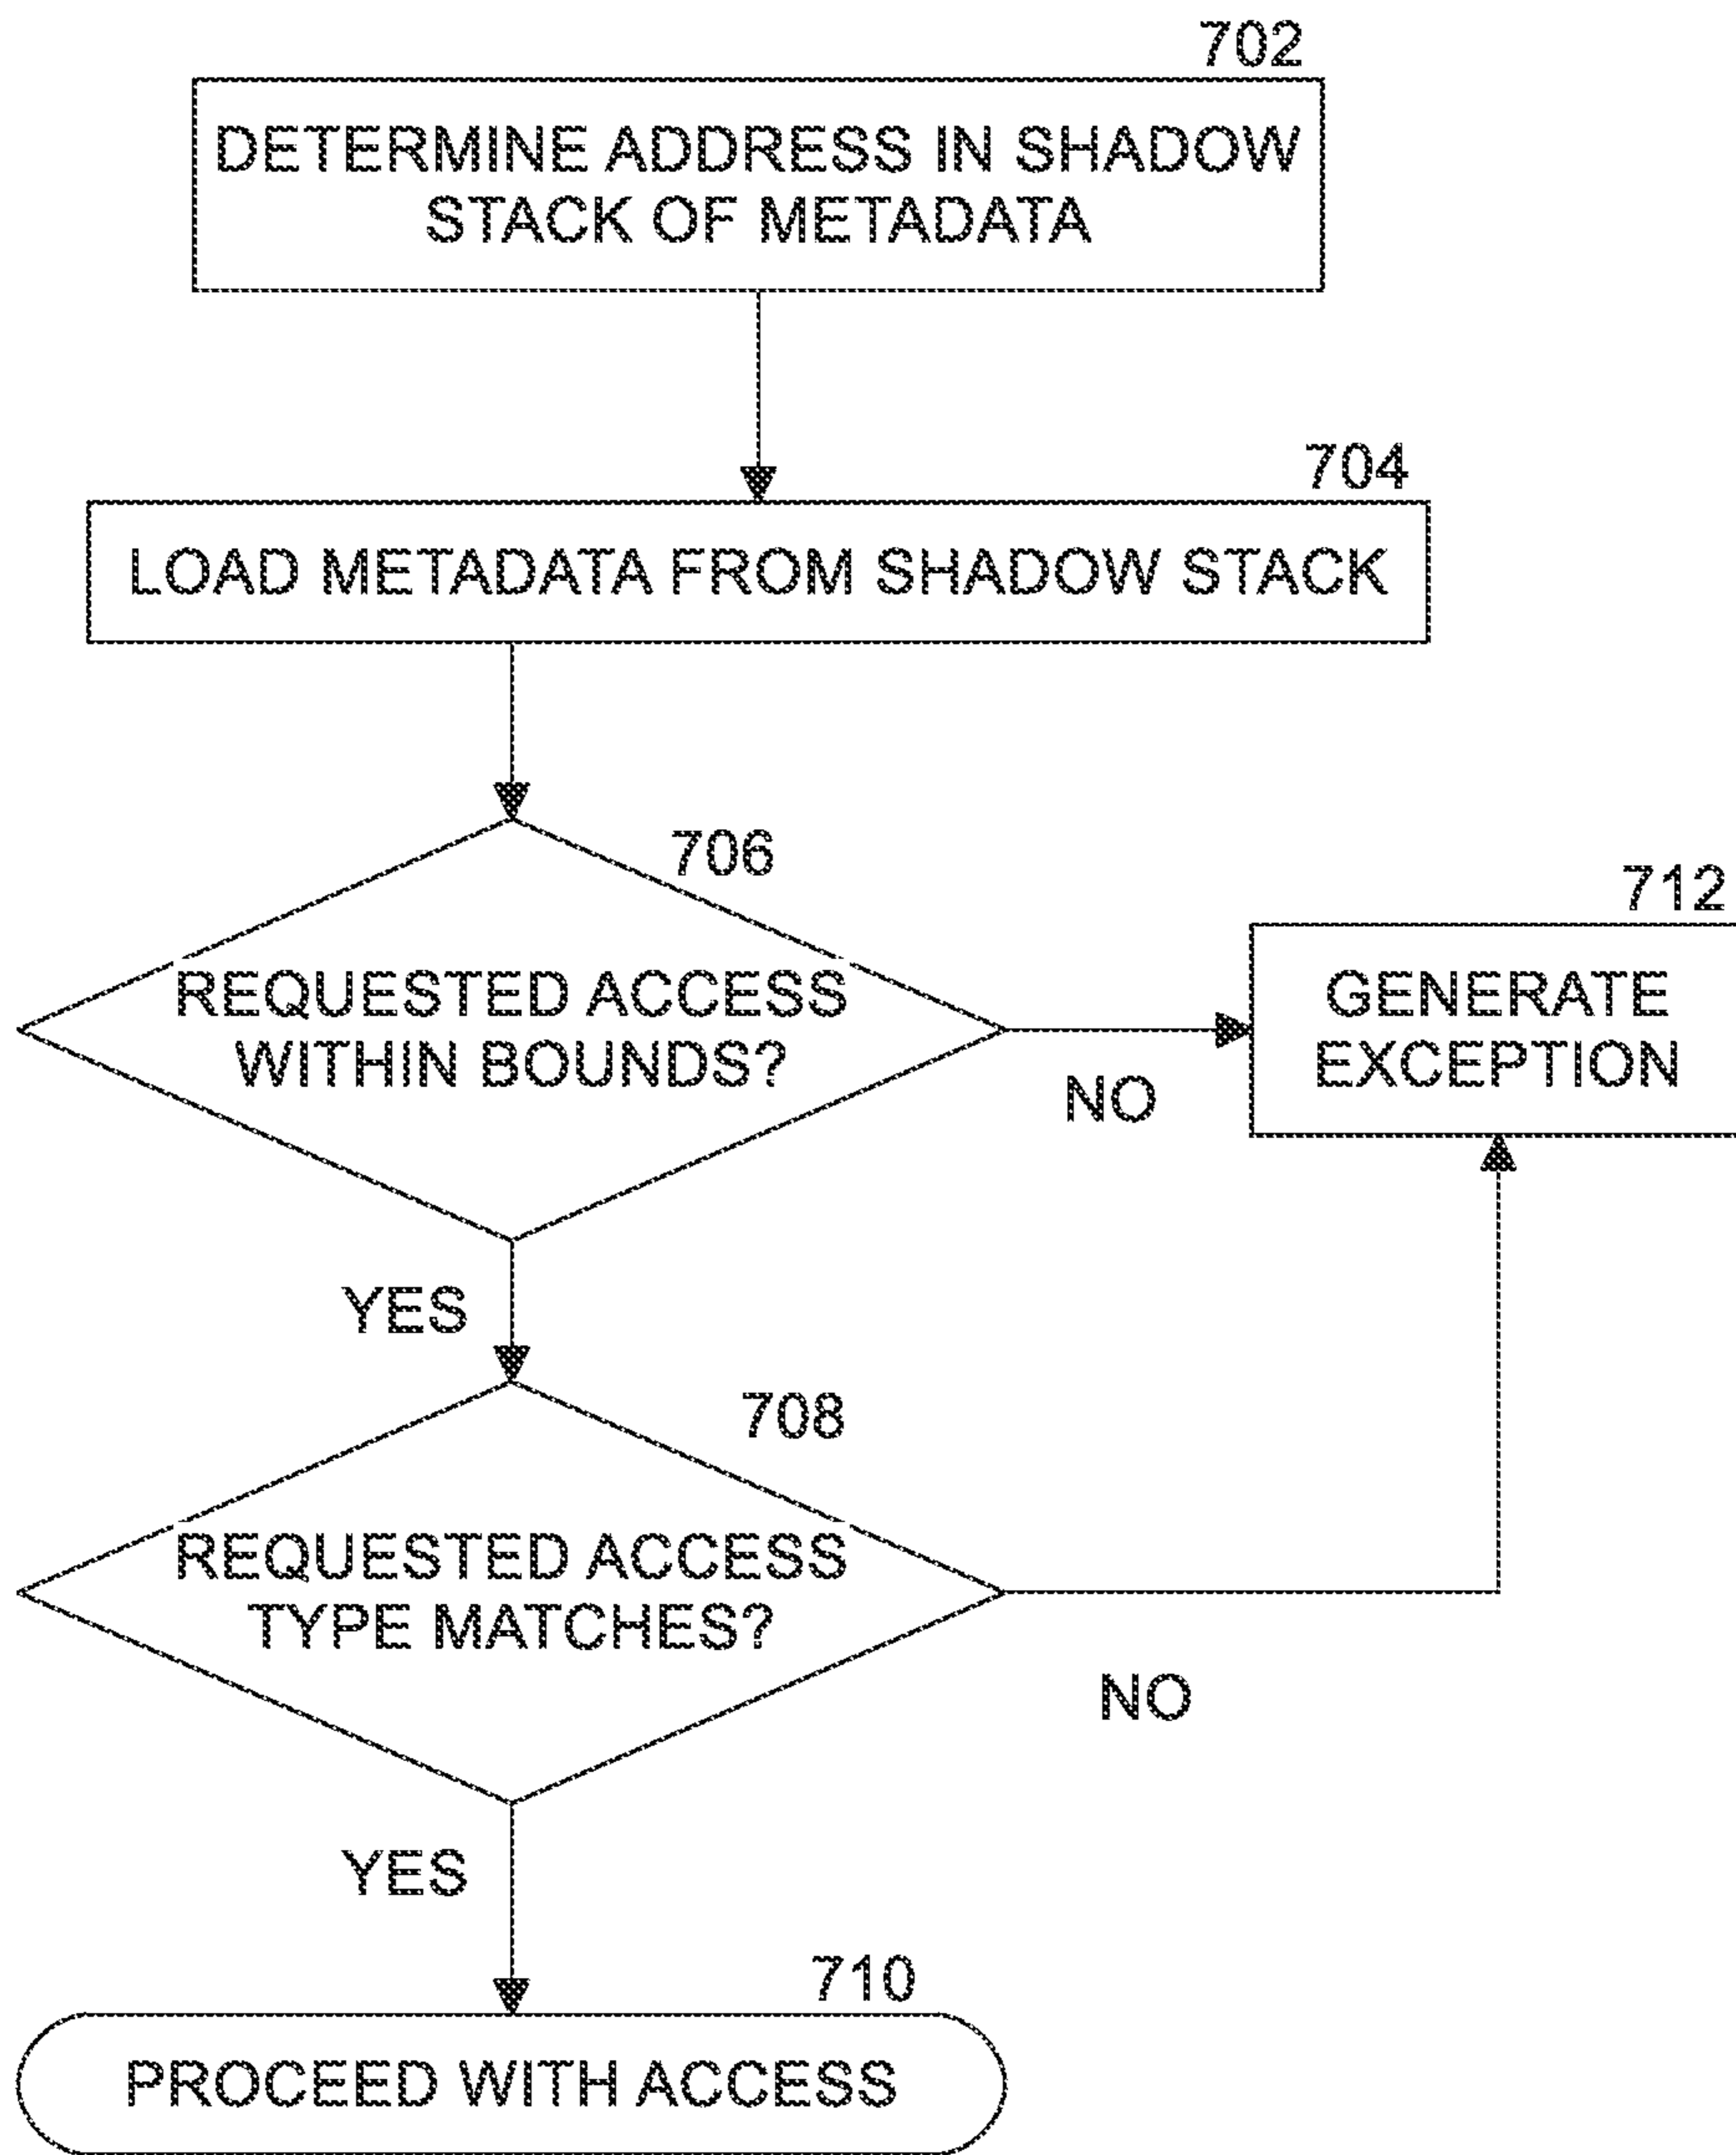 702
DETERMINE ADDRESS IN SHADOW
STACK OF METADATA
704
LOAD METADATA FROM SHADOW STACK
706
REQUESTED ACCESS
WITHIN BOUNDS?
712
GENERATE
EXCEPTION
NO
YES
708
REQUESTED ACCESS
TYPE MATCHES?
NO
YES
710
PROCEED WITH ACCESS